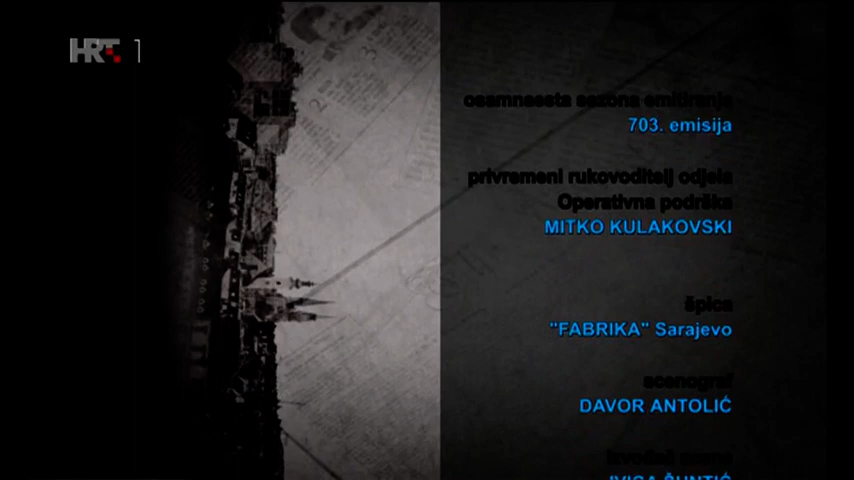 HRT 1
osamnaesta sezona emitiranja
703. emisija
privremeni rukovoditelj odjela
Operativna podrška
MITKO KULAKOVSKI
špica
"FABRIKA" Sarajevo
scenograf
DAVOR ANTOLIĆ